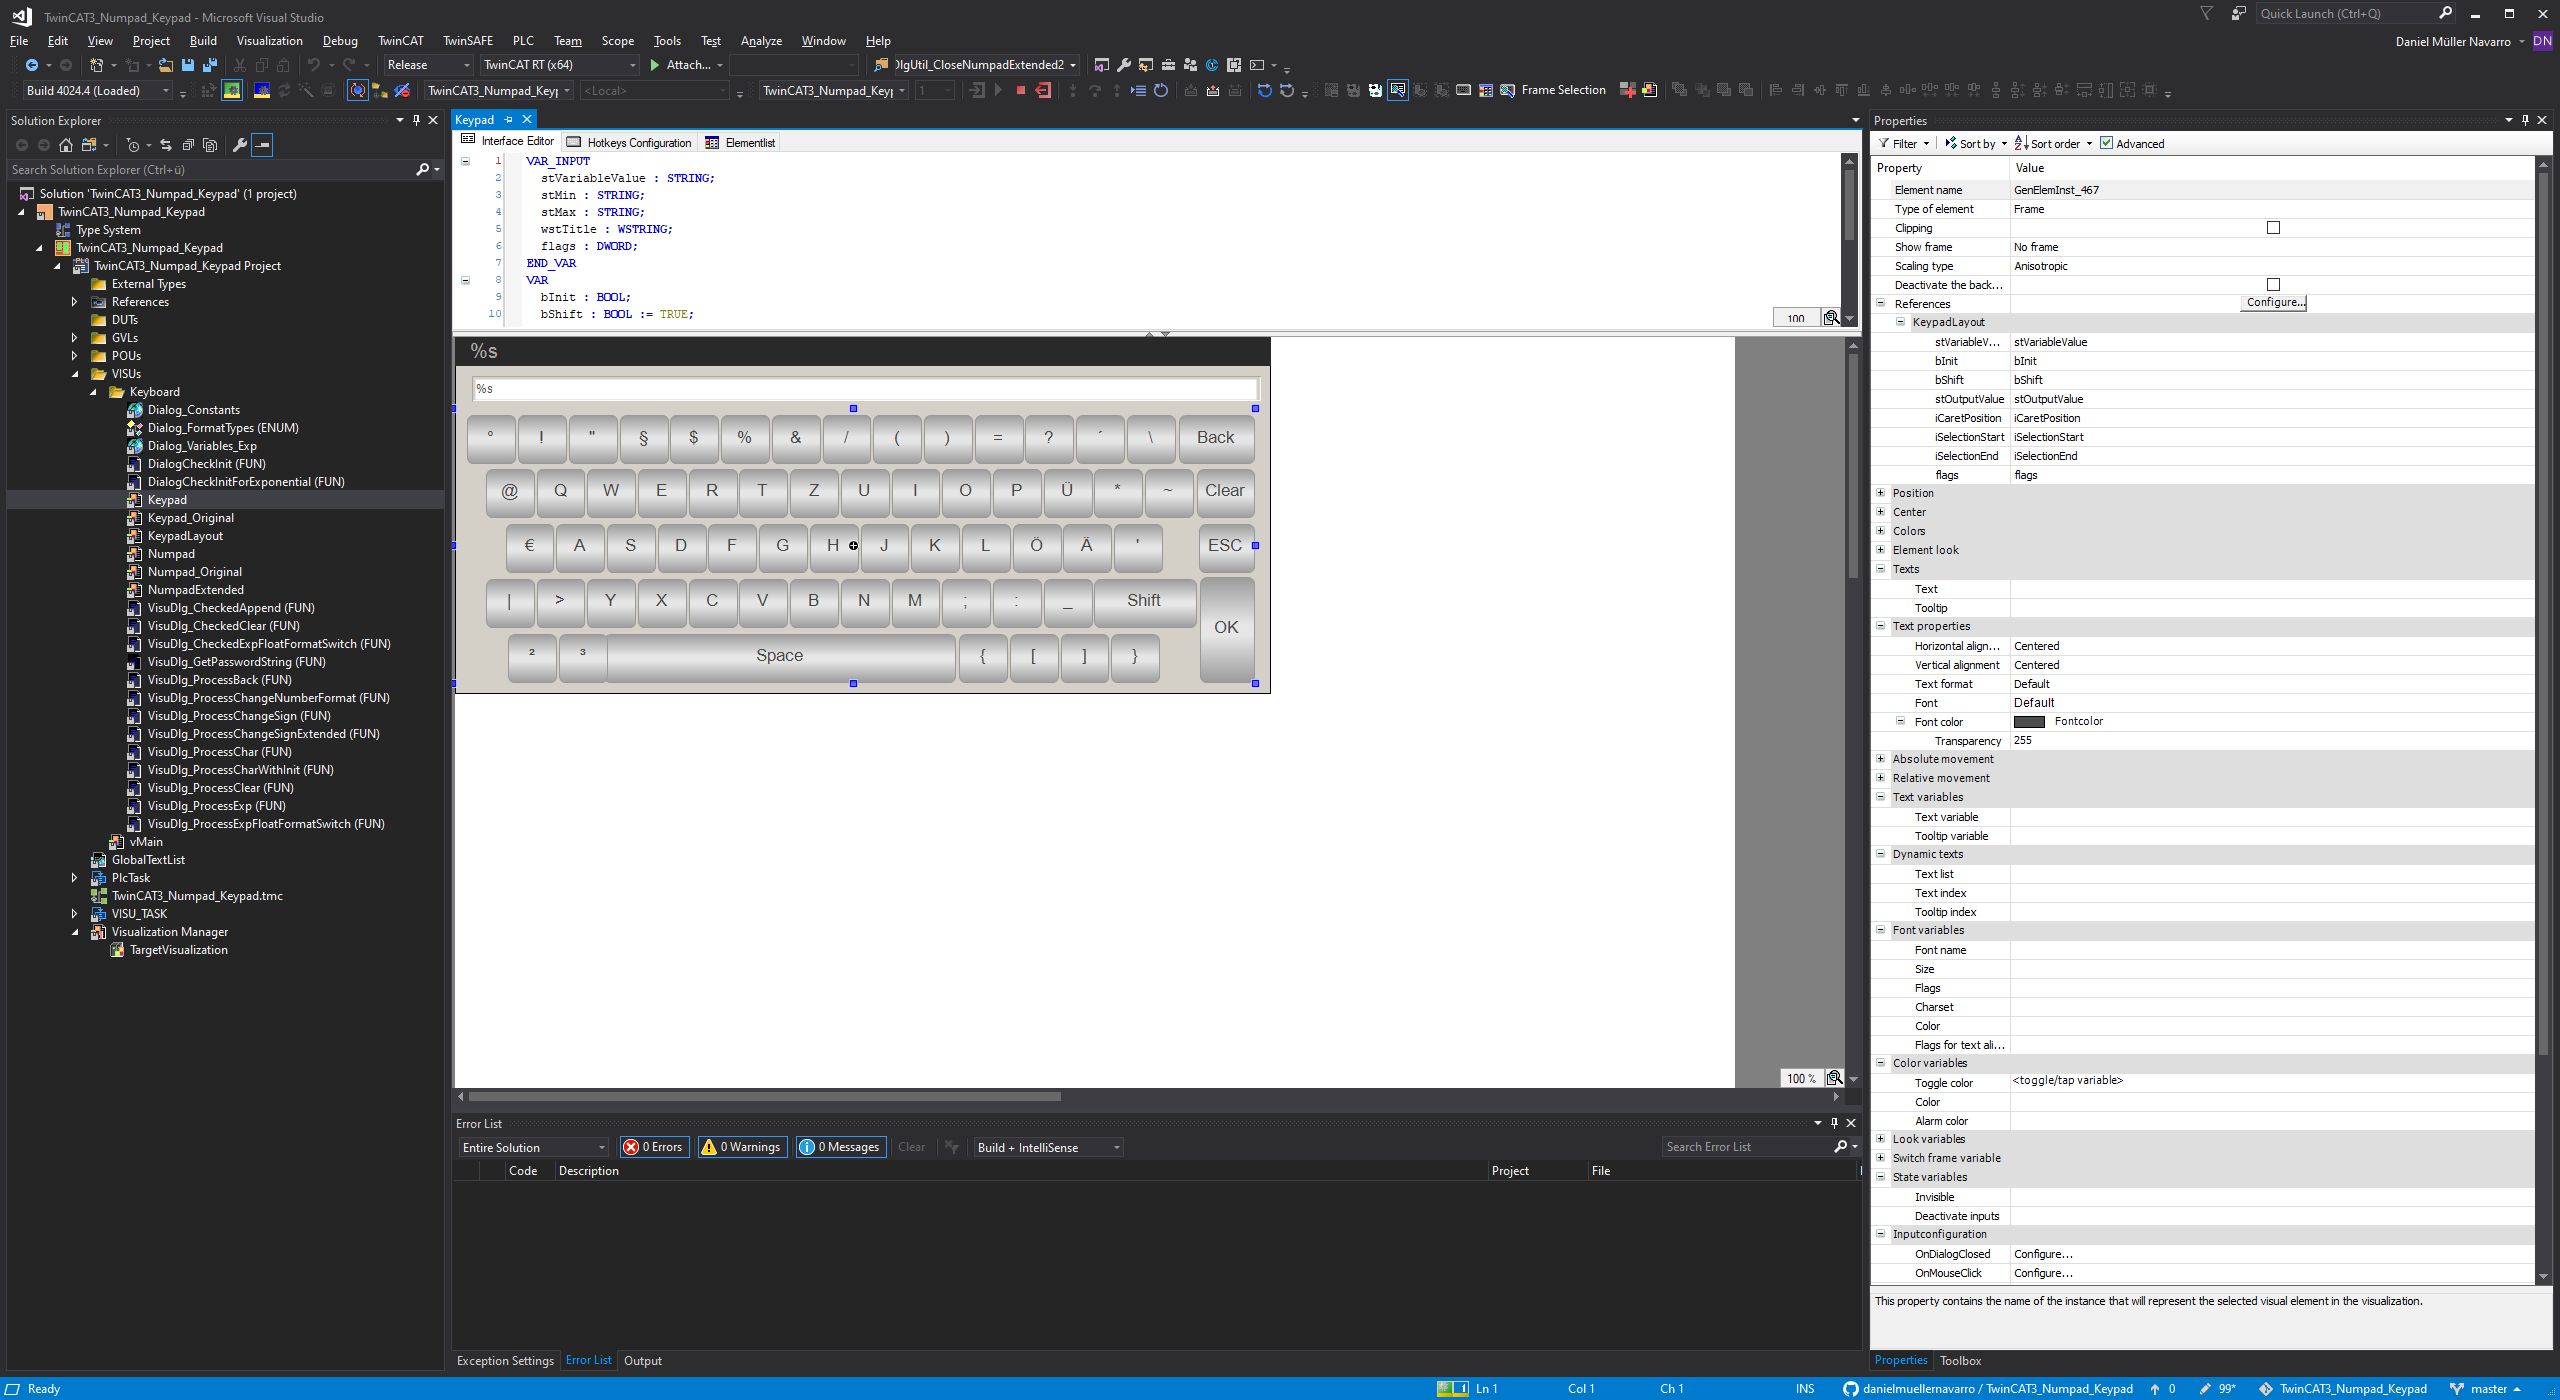 TwinCAT3_Numpad_Keypad - Microsoft Visual Studio
Quick Launch (Ctrl+Q)
File Edit View Project Build Visualization Debug TwinCAT TwinSAFE PLC Team Scope Tools Test Analyze Window Help
Daniel Müller Navarro DN
Release TwinCAT RT (x64) Attach...
lgUtil_CloseNumpadExtended2
Build 4024.4 (Loaded) TwinCAT3_Numpad_Key <Local> TwinCAT3_Numpad_Key 1 Frame Selection
Solution Explorer
Search Solution Explorer (Ctrl+ü)
Solution 'TwinCAT3_Numpad_Keypad' (1 project)
TwinCAT3_Numpad_Keypad
Type System
TwinCAT3_Numpad_Keypad
TwinCAT3_Numpad_Keypad Project
External Types
References
DUTs
GVLs
POUs
VISUs
Keyboard
Dialog_Constants
Dialog_FormatTypes (ENUM)
Dialog_Variables_Exp
DialogCheckInit (FUN)
DialogCheckInitForExponential (FUN)
Keypad
Keypad_Original
KeypadLayout
Numpad
Numpad_Original
NumpadExtended
VisuDlg_CheckedAppend (FUN)
VisuDlg_CheckedClear (FUN)
VisuDlg_CheckedExpFloatFormatSwitch (FUN)
VisuDlg_GetPasswordString (FUN)
VisuDlg_ProcessBack (FUN)
VisuDlg_ProcessChangeNumberFormat (FUN)
VisuDlg_ProcessChangeSign (FUN)
VisuDlg_ProcessChangeSignExtended (FUN)
VisuDlg_ProcessChar (FUN)
VisuDlg_ProcessCharWithInit (FUN)
VisuDlg_ProcessClear (FUN)
VisuDlg_ProcessExp (FUN)
VisuDlg_ProcessExpFloatFormatSwitch (FUN)
vMain
GlobalTextList
PlcTask
TwinCAT3_Numpad_Keypad.tmc
VISU_TASK
Visualization Manager
TargetVisualization
Keypad
Interface Editor Hotkeys Configuration Elementlist
1 VAR_INPUT
2 stVariableValue : STRING;
3 stMin : STRING;
4 stMax : STRING;
5 wstTitle : WSTRING;
6 flags : DWORD;
7 END_VAR
8 VAR
9 bInit : BOOL;
10 bShift : BOOL := TRUE;
100
%s
%s
° ! " § $ % & / ( ) = ? ´ \ Back
@ Q W E R T Z U I O P Ü * ~ Clear
€ A S D F G H J K L Ö Ä ' ESC
| > Y X C V B N M ; : _ Shift
OK
² ³ Space { [ ] }
100 %
Error List
Entire Solution 0 Errors 0 Warnings 0 Messages Clear Build + IntelliSense Search Error List
Code Description Project File
Exception Settings Error List Output
Properties
Filter Sort by Sort order Advanced
Property Value
Element name GenElemInst_467
Type of element Frame
Clipping
Show frame No frame
Scaling type Anisotropic
Deactivate the back...
References Configure...
KeypadLayout
stVariableV... stVariableValue
bInit bInit
bShift bShift
stOutputValue stOutputValue
iCaretPosition iCaretPosition
iSelectionStart iSelectionStart
iSelectionEnd iSelectionEnd
flags flags
Position
Center
Colors
Element look
Texts
Text
Tooltip
Text properties
Horizontal align... Centered
Vertical alignment Centered
Text format Default
Font Default
Font color Fontcolor
Transparency 255
Absolute movement
Relative movement
Text variables
Text variable
Tooltip variable
Dynamic texts
Text list
Text index
Tooltip index
Font variables
Font name
Size
Flags
Charset
Color
Flags for text ali...
Color variables
Toggle color <toggle/tap variable>
Color
Alarm color
Look variables
Switch frame variable
State variables
Invisible
Deactivate inputs
Inputconfiguration
OnDialogClosed Configure...
OnMouseClick Configure...
This property contains the name of the instance that will represent the selected visual element in the visualization.
Properties Toolbox
Ready 1 Ln 1 Col 1 Ch 1 INS danielmuellernavarro / TwinCAT3_Numpad_Keypad 0 99* TwinCAT3_Numpad_Keypad master